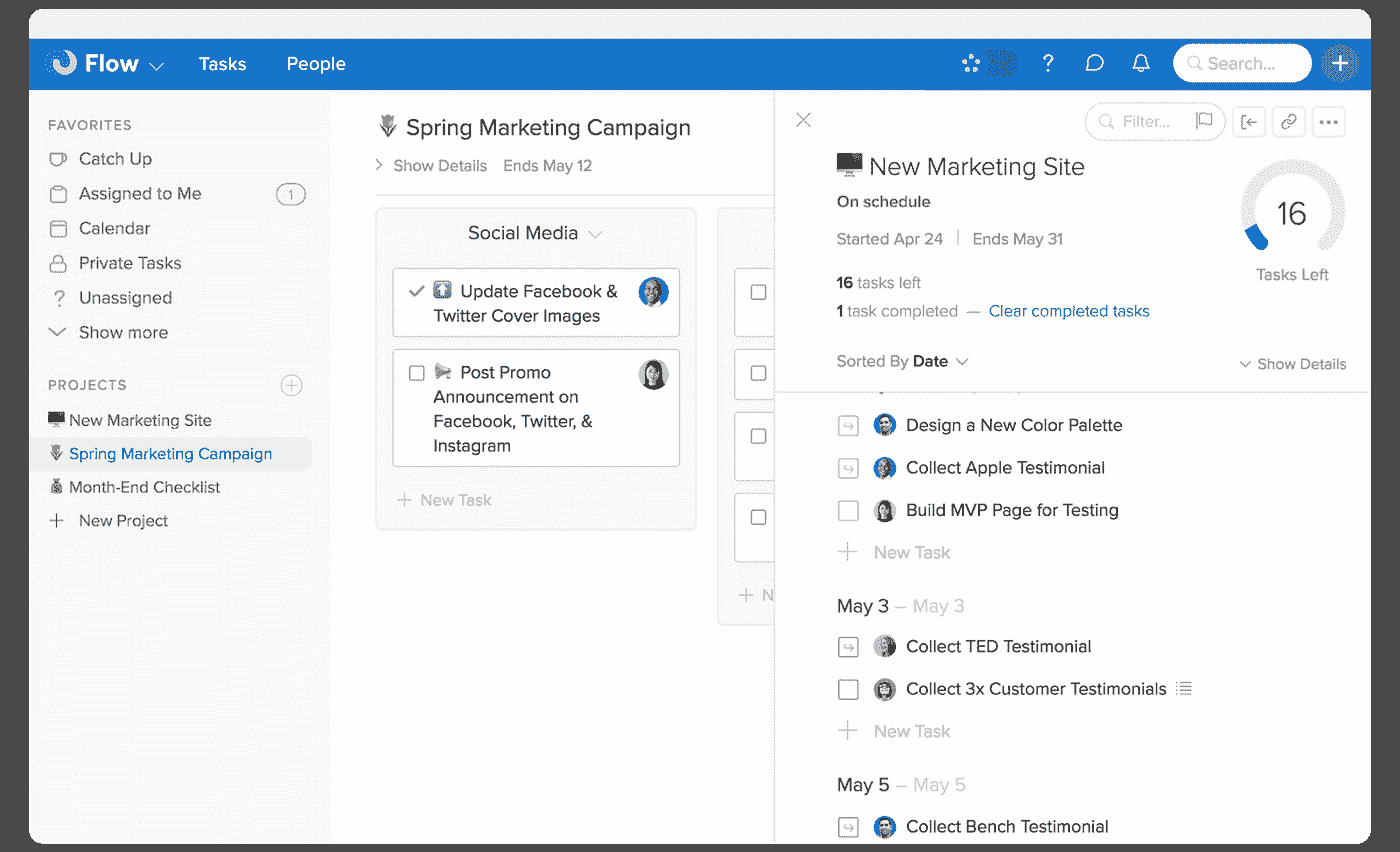 Flow
Tasks
People
Search...
FAVORITES
Catch Up
Assigned to Me
1
Calendar
Private Tasks
Unassigned
Show more
PROJECTS
New Marketing Site
Spring Marketing Campaign
Month-End Checklist
New Project
Spring Marketing Campaign
Show Details
Ends May 12
Social Media
Update Facebook &
Twitter Cover Images
Post Promo
Announcement on
Facebook, Twitter, &
Instagram
+ New Task
+ N
Filter...
New Marketing Site
On schedule
Started Apr 24 | Ends May 31
16
Tasks Left
16 tasks left
1 task completed — Clear completed tasks
Sorted By Date
Show Details
Design a New Color Palette
Collect Apple Testimonial
Build MVP Page for Testing
+ New Task
May 3 – May 3
Collect TED Testimonial
Collect 3x Customer Testimonials
+ New Task
May 5 – May 5
Collect Bench Testimonial